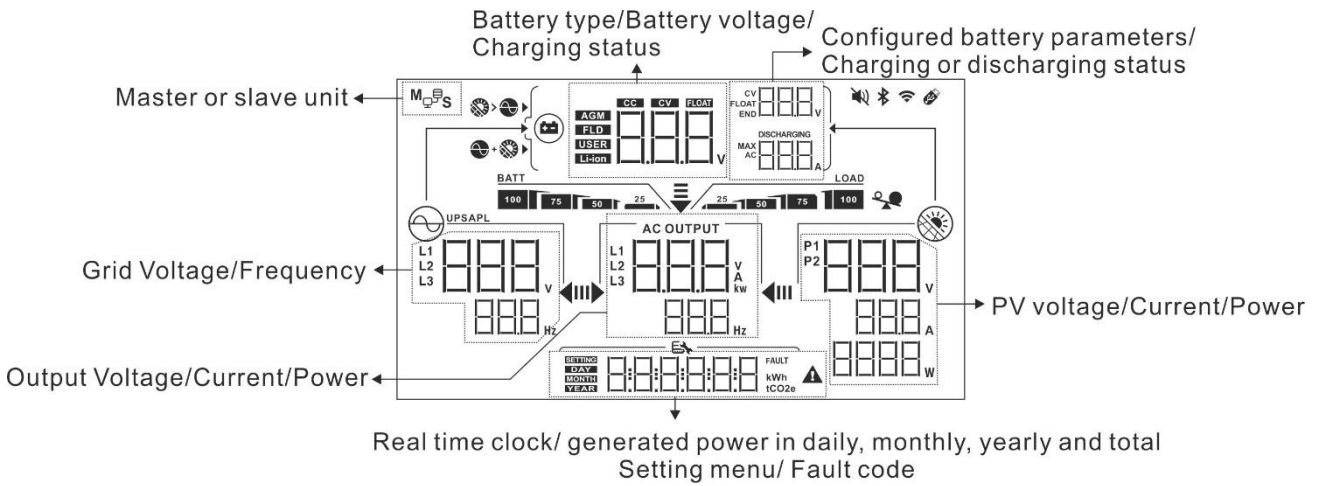 Battery type/Battery voltage/
Charging status
Configured battery parameters/
Charging or discharging status
Master or slave unit
M S
CC CV FLOAT
AGM
FLD
USER
Li-ion
V
CV
FLOAT
END
V
DISCHARGING
MAX
AC
A
BATT
LOAD
100 75 50 25
25 50 75 100
UPSAPL
AC OUTPUT
L1
L2
L3
V
Hz
L1
L2
L3
V
A
kw
Hz
P1
P2
V
A
W
Grid Voltage/Frequency
PV voltage/Current/Power
Output Voltage/Current/Power
SETTING
DAY
MONTH
YEAR
FAULT
kWh
tCO2e
Real time clock/ generated power in daily, monthly, yearly and total
Setting menu/ Fault code